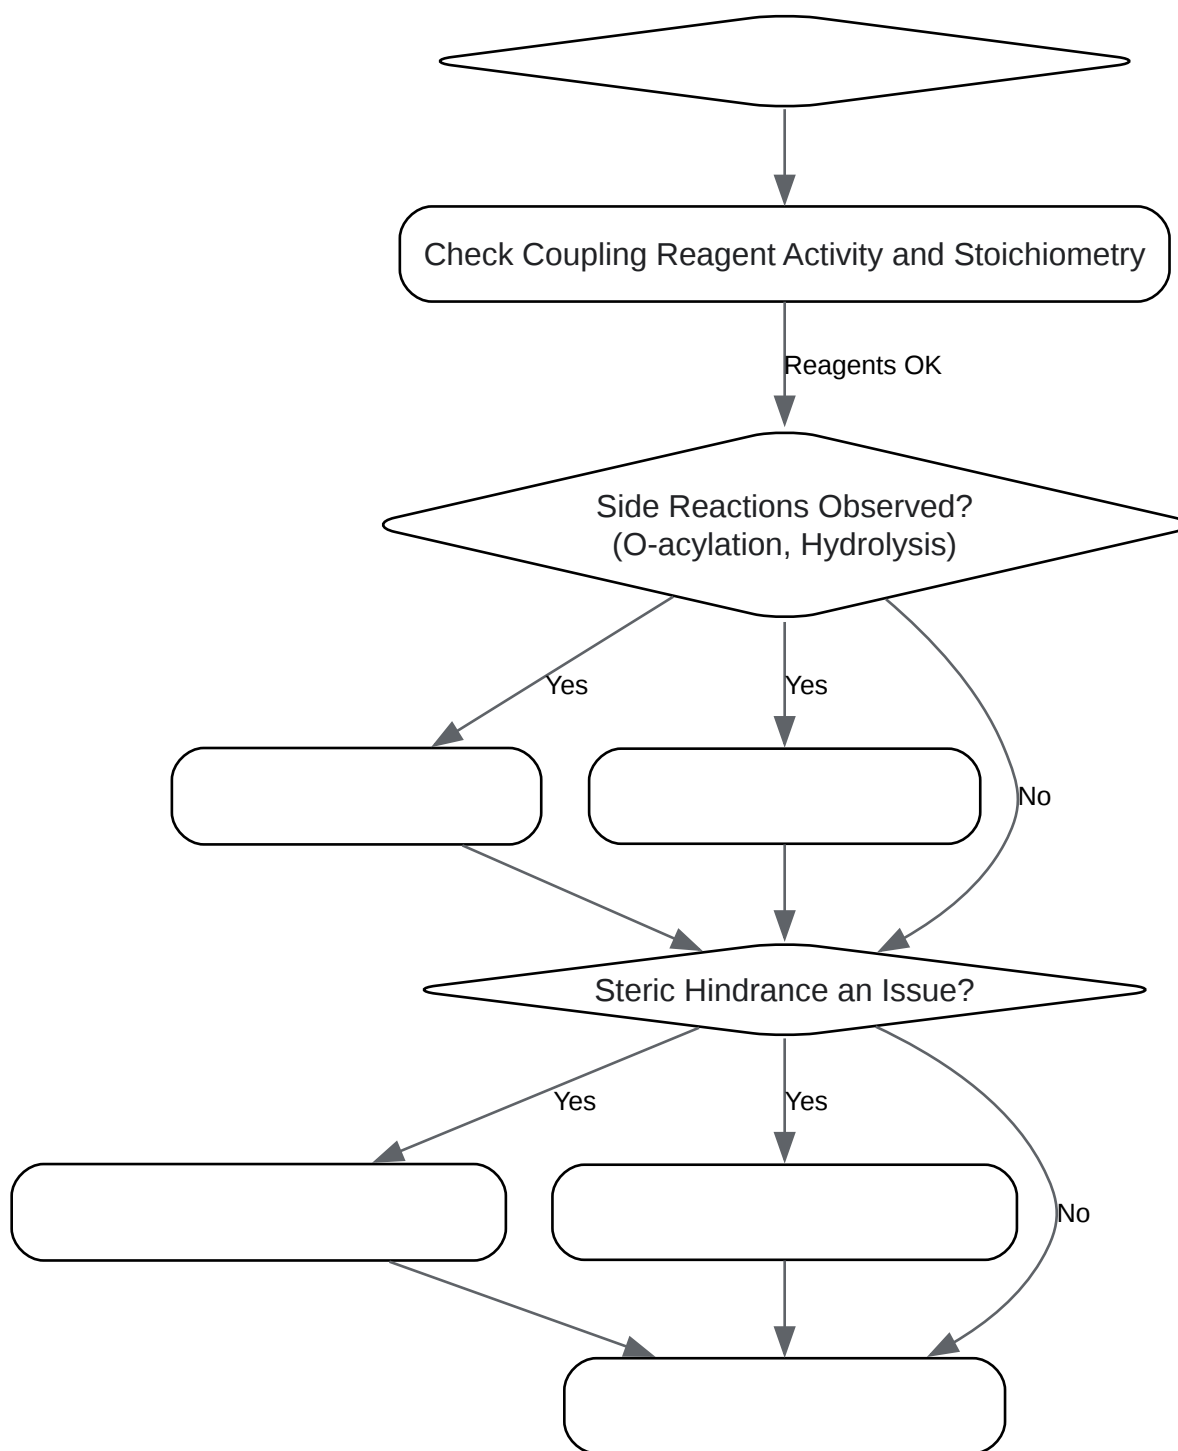 Check Coupling Reagent Activity and Stoichiometry
Reagents OK
Side Reactions Observed?
(O-acylation, Hydrolysis)
Yes
Yes
No
Steric Hindrance an Issue?
Yes
Yes
No